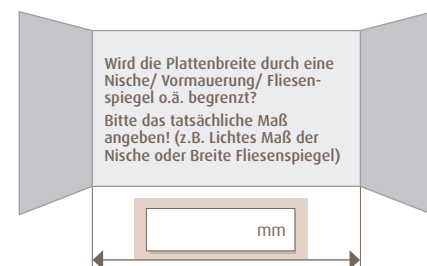 Wird die Plattenbreite durch eine
Nische/ Vormauerung/ Fliesen-
spiegel o.ä. begrenzt?
Bitte das tatsächliche Maß
angeben! (z.B. Lichtes Maß der
Nische oder Breite Fliesenspiegel)
mm